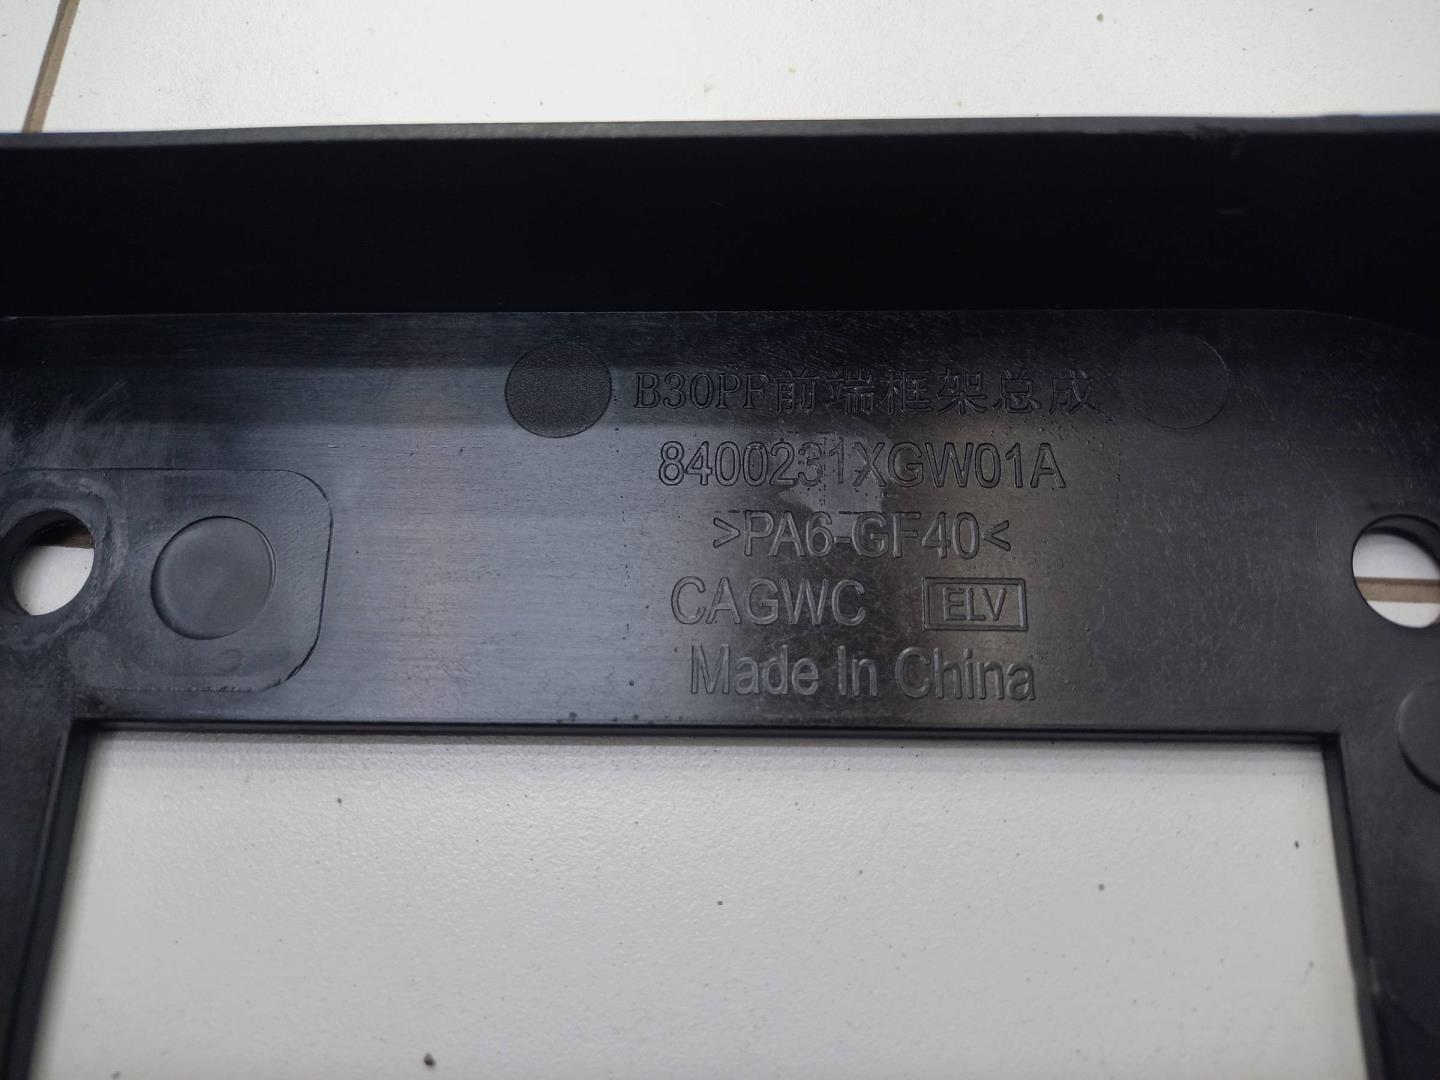 B30PF前端框架总成
8400231XGW01A
>PA6-GF40<
CAGWC ELV
Made In China